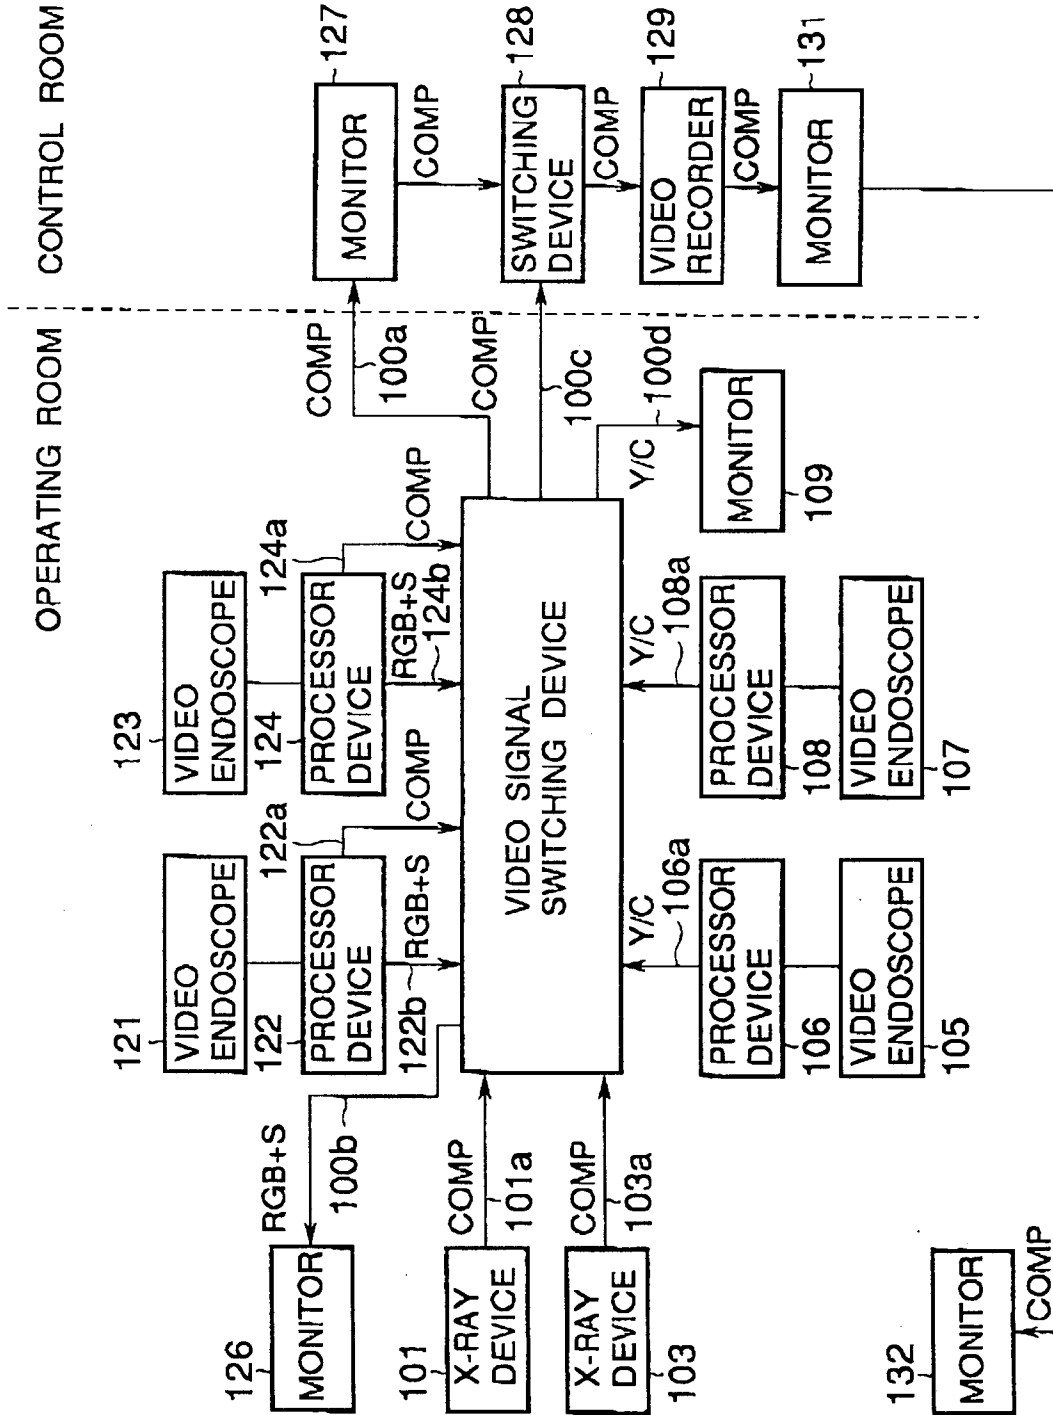 OPERATING ROOM
CONTROL ROOM
121
VIDEO
ENDOSCOPE
123
VIDEO
ENDOSCOPE
122
PROCESSOR
DEVICE
122a
COMP
122b
RGB+S
124
PROCESSOR
DEVICE
124a
COMP
RGB+S
124b
RGB+S
100b
126
MONITOR
COMP
100a
127
MONITOR
COMP
101
X-RAY
DEVICE
COMP
101a
103
X-RAY
DEVICE
COMP
103a
VIDEO SIGNAL
SWITCHING DEVICE
COMP
100c
128
SWITCHING
DEVICE
COMP
129
VIDEO
RECORDER
COMP
131
MONITOR
Y/C
100d
MONITOR
109
Y/C
106a
PROCESSOR
DEVICE
106
VIDEO
ENDOSCOPE
105
Y/C
108a
PROCESSOR
DEVICE
108
VIDEO
ENDOSCOPE
107
132
MONITOR
COMP